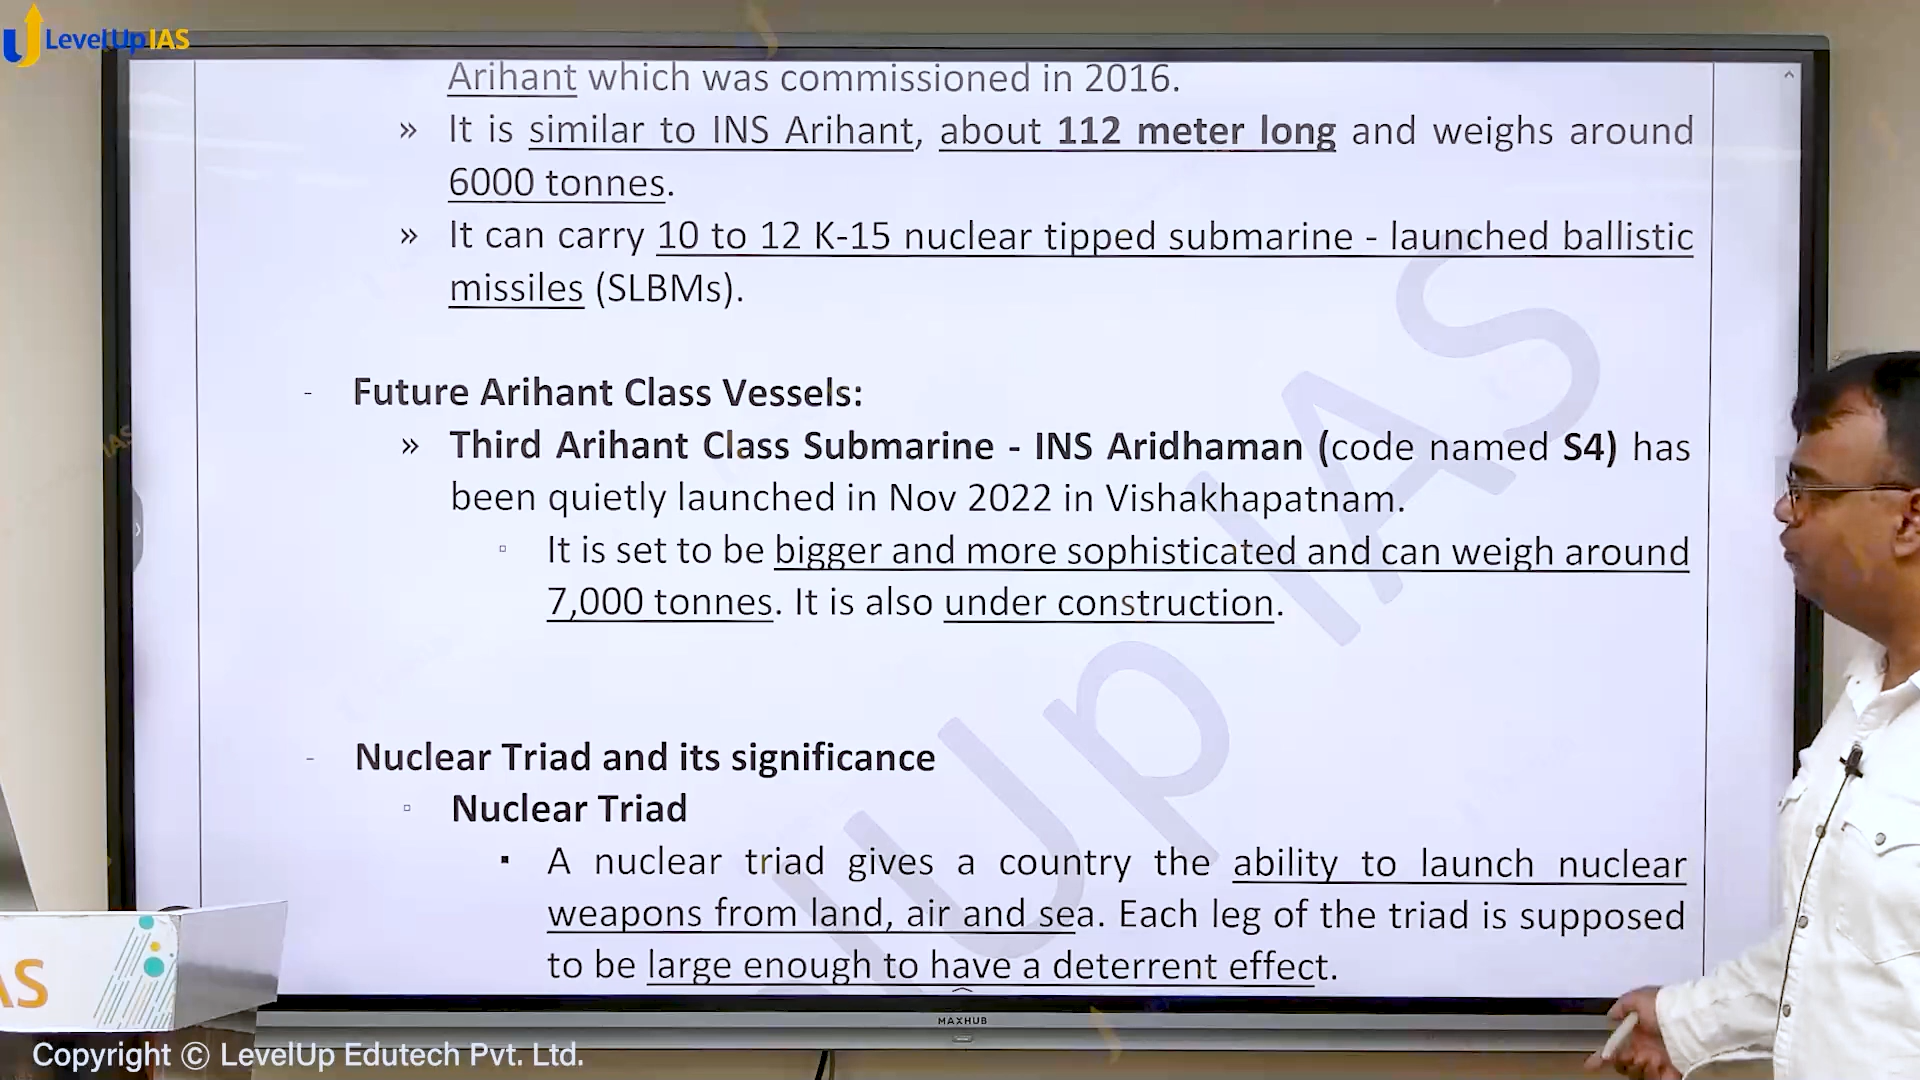 LevelUp IAS
Arihant which was commissioned in 2016.
» It is similar to INS Arihant, about 112 meter long and weighs around
6000 tonnes.
» It can carry 10 to 12 K-15 nuclear tipped submarine - launched ballistic
missiles (SLBMs).
- Future Arihant Class Vessels:
» Third Arihant Class Submarine - INS Aridhaman (code named S4) has
been quietly launched in Nov 2022 in Vishakhapatnam.
▫ It is set to be bigger and more sophisticated and can weigh around
7,000 tonnes. It is also under construction.
- Nuclear Triad and its significance
▫ Nuclear Triad
▪ A nuclear triad gives a country the ability to launch nuclear
weapons from land, air and sea. Each leg of the triad is supposed
to be large enough to have a deterrent effect.
lUp IAS
MAXHUB
AS
Copyright © LevelUp Edutech Pvt. Ltd.